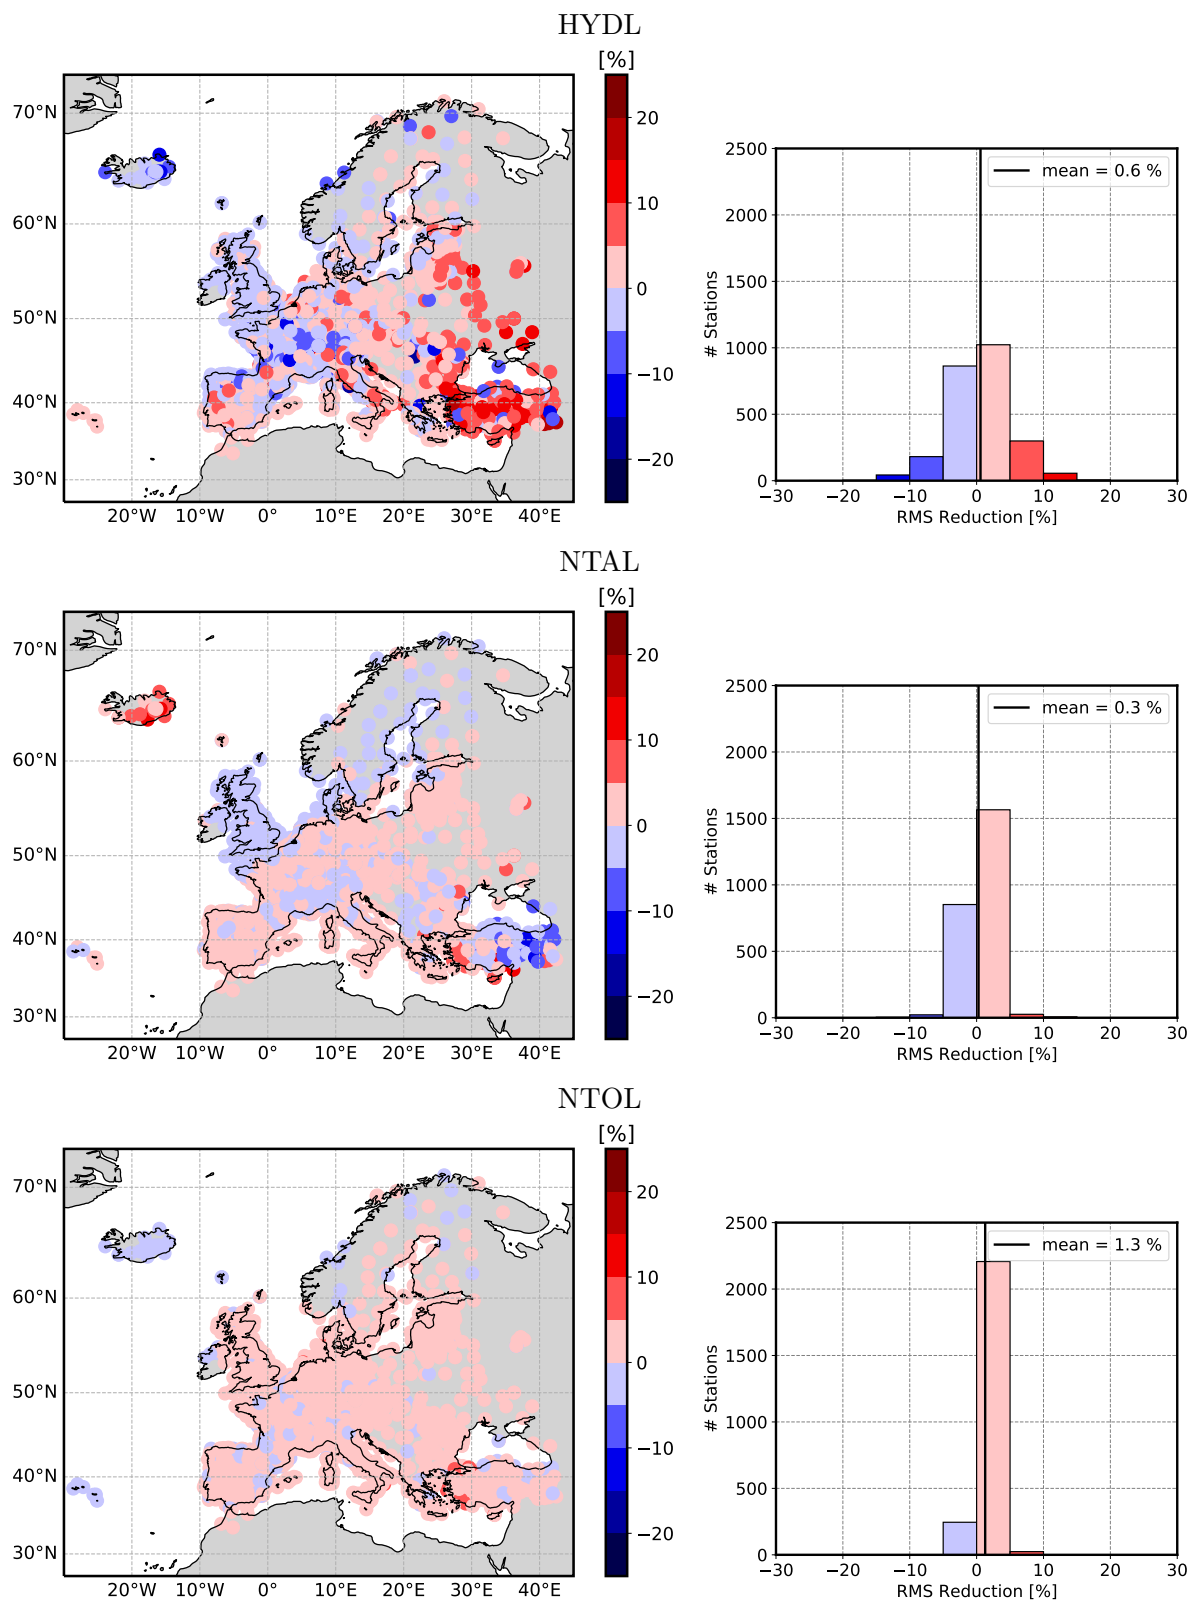 HYDL
[%]
70°N
60°N
50°N
40°N
30°N
20°W 10°W 0° 10°E 20°E 30°E 40°E
20
10
0
−10
−20
2500
2000
1500
1000
500
0
# Stations
mean = 0.6 %
−30 −20 −10 0 10 20 30
RMS Reduction [%]
NTAL
[%]
70°N
60°N
50°N
40°N
30°N
20°W 10°W 0° 10°E 20°E 30°E 40°E
20
10
0
−10
−20
2500
2000
1500
1000
500
0
# Stations
mean = 0.3 %
−30 −20 −10 0 10 20 30
RMS Reduction [%]
NTOL
[%]
70°N
60°N
50°N
40°N
30°N
20°W 10°W 0° 10°E 20°E 30°E 40°E
20
10
0
−10
−20
2500
2000
1500
1000
500
0
# Stations
mean = 1.3 %
−30 −20 −10 0 10 20 30
RMS Reduction [%]